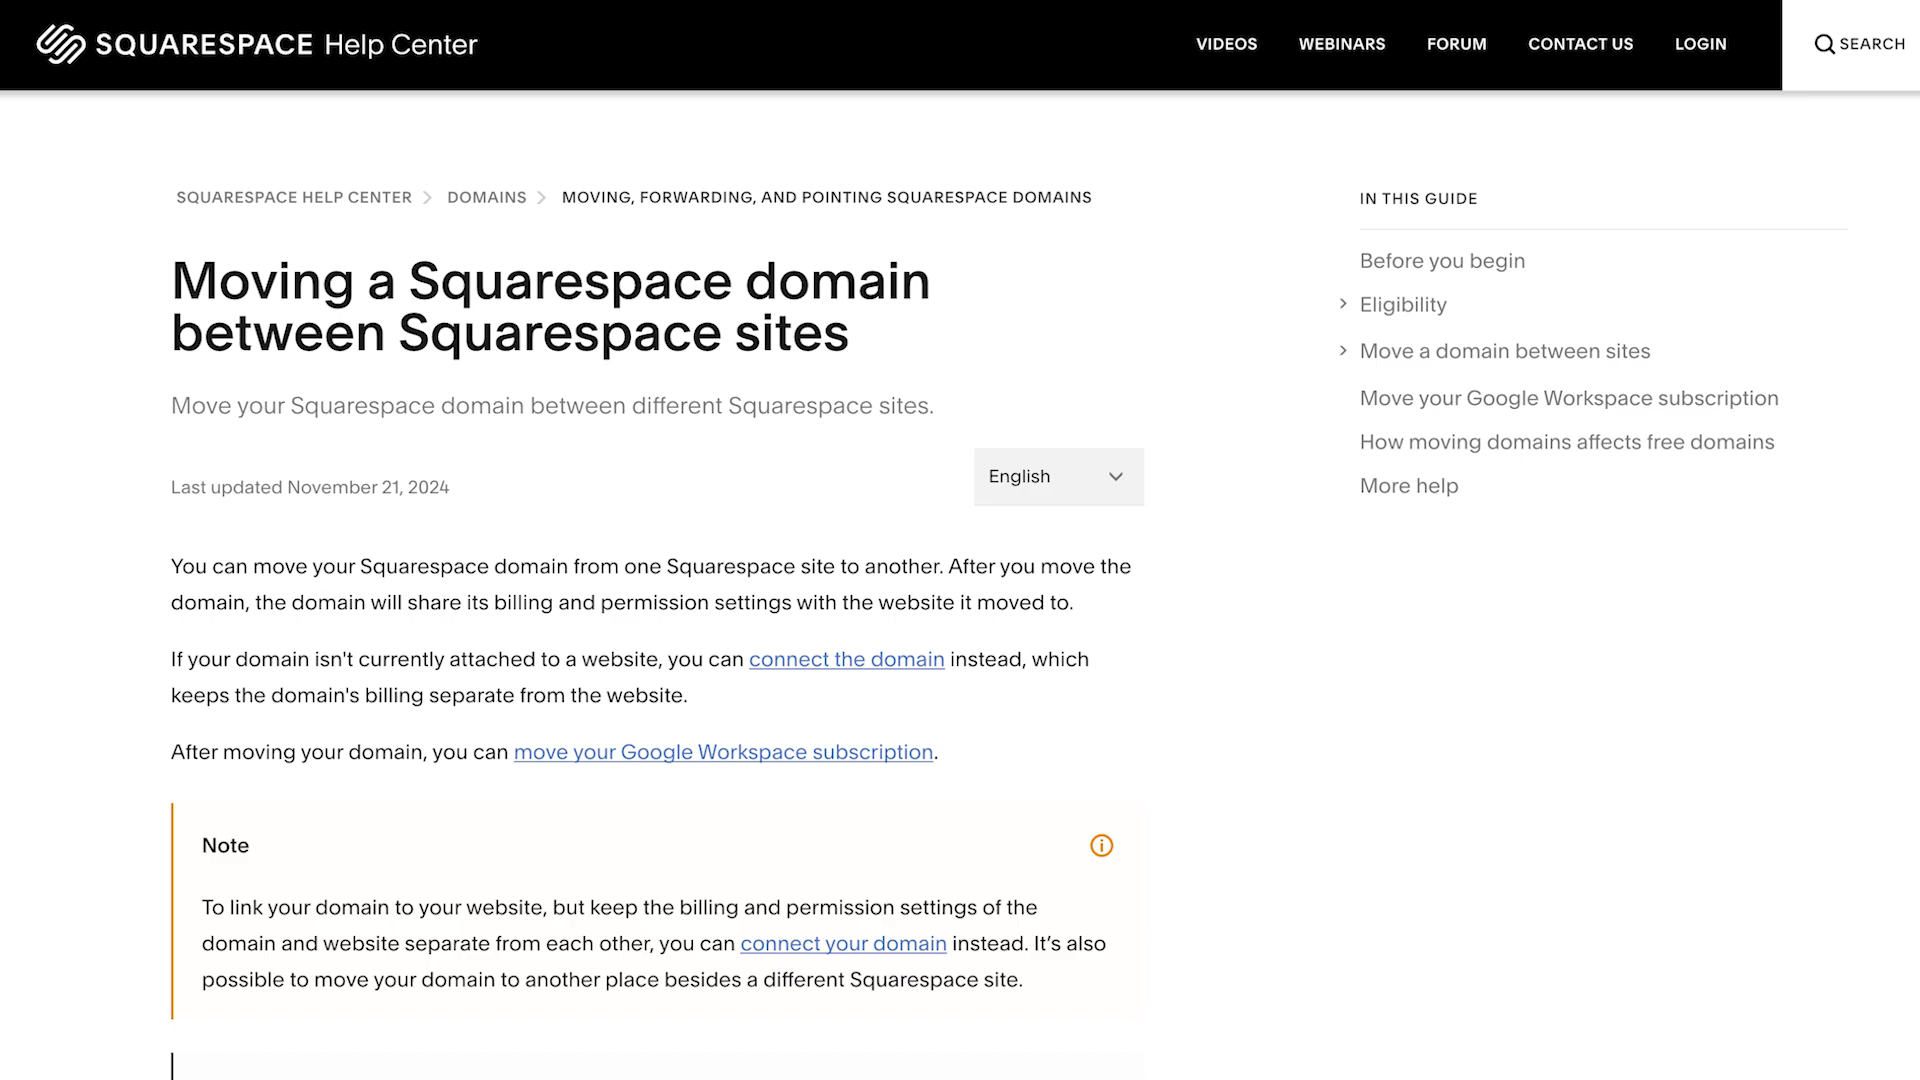 SQUARESPACE Help Center
VIDEOS WEBINARS FORUM CONTACT US LOGIN SEARCH
SQUARESPACE HELP CENTER DOMAINS MOVING, FORWARDING, AND POINTING SQUARESPACE DOMAINS
Moving a Squarespace domain
between Squarespace sites
Move your Squarespace domain between different Squarespace sites.
Last updated November 21, 2024
English
You can move your Squarespace domain from one Squarespace site to another. After you move the
domain, the domain will share its billing and permission settings with the website it moved to.
If your domain isn't currently attached to a website, you can connect the domain instead, which
keeps the domain's billing separate from the website.
After moving your domain, you can move your Google Workspace subscription.
Note
To link your domain to your website, but keep the billing and permission settings of the
domain and website separate from each other, you can connect your domain instead. It’s also
possible to move your domain to another place besides a different Squarespace site.
IN THIS GUIDE
Before you begin
Eligibility
Move a domain between sites
Move your Google Workspace subscription
How moving domains affects free domains
More help